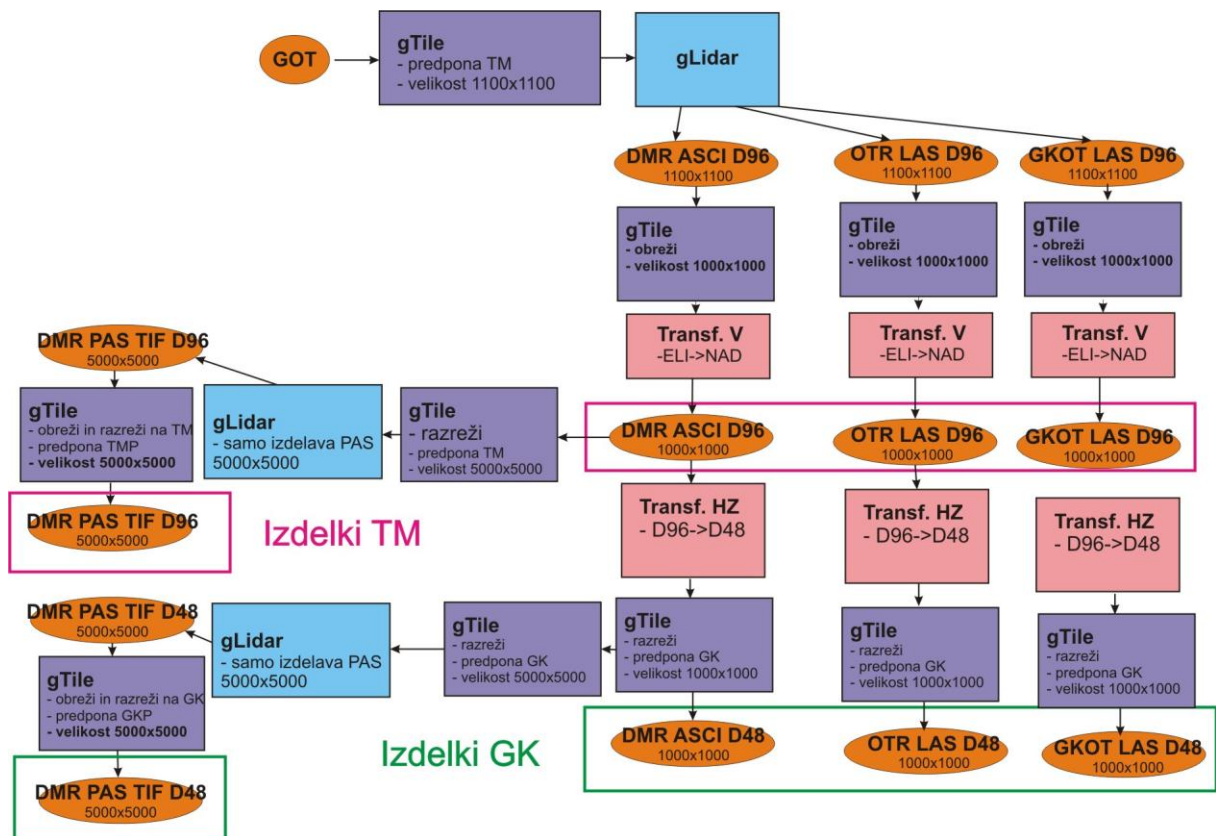 GOT
gTile
- predpona TM
- velikost 1100x1100
gLidar
DMR ASCI D96
1100x1100
OTR LAS D96
1100x1100
GKOT LAS D96
1100x1100
gTile
- obreži
- velikost 1000x1000
gTile
- obreži
- velikost 1000x1000
gTile
- obreži
- velikost 1000x1000
Transf. V
-ELI->NAD
Transf. V
-ELI->NAD
Transf. V
-ELI->NAD
DMR PAS TIF D96
5000x5000
gTile
- obreži in razreži na TM
- predpona TMP
- velikost 5000x5000
gLidar
- samo izdelava PAS
5000x5000
gTile
- razreži
- predpona TM
- velikost 5000x5000
DMR ASCI D96
1000x1000
OTR LAS D96
1000x1000
GKOT LAS D96
1000x1000
DMR PAS TIF D96
5000x5000
Izdelki TM
Transf. HZ
- D96->D48
Transf. HZ
- D96->D48
Transf. HZ
- D96->D48
DMR PAS TIF D48
5000x5000
gTile
- obreži in razreži na GK
- predpona GKP
- velikost 5000x5000
gLidar
- samo izdelava PAS
5000x5000
gTile
- razreži
- predpona GK
- velikost 5000x5000
gTile
- razreži
- predpona GK
- velikost 1000x1000
gTile
- razreži
- predpona GK
- velikost 1000x1000
gTile
- razreži
- predpona GK
- velikost 1000x1000
Izdelki GK
DMR ASCI D48
1000x1000
OTR LAS D48
1000x1000
GKOT LAS D48
1000x1000
DMR PAS TIF D48
5000x5000